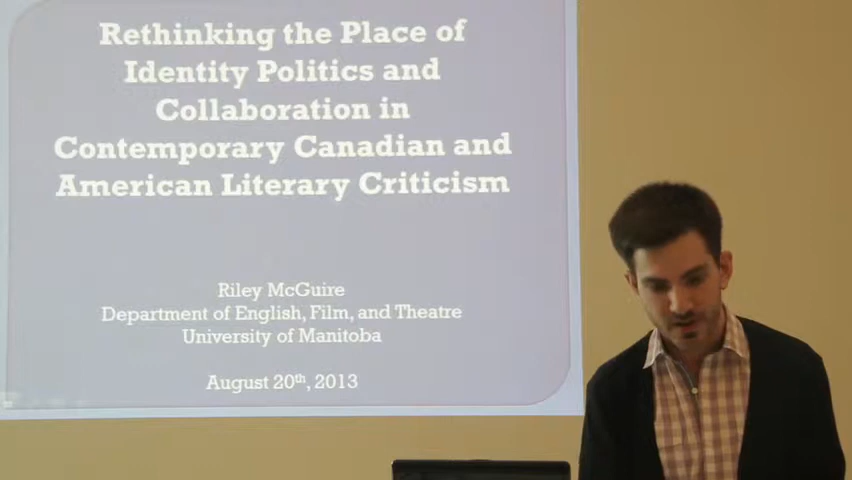 Rethinking the Place of
Identity Politics and
Collaboration in
Contemporary Canadian and
American Literary Criticism
Riley McGuire
Department of English, Film, and Theatre
University of Manitoba
August 20th, 2013